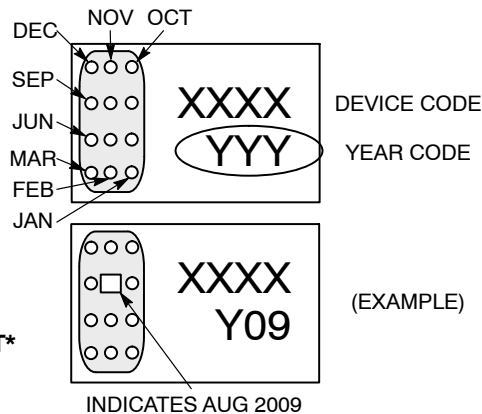 DEC NOV OCT
SEP
JUN
MAR
FEB
JAN
XXXX DEVICE CODE
YYY YEAR CODE
XXXX
Y09
(EXAMPLE)
T*
INDICATES AUG 2009